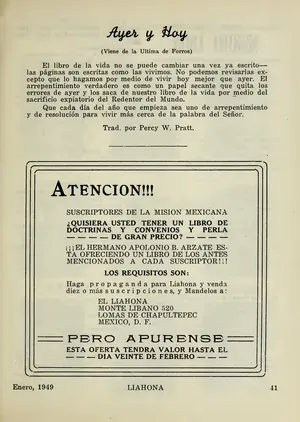 Ayer y Hoy
(Viene de la Ultima de Forros)
El libro de la vida no se puede cambiar una vez ya escrito—
las páginas son escritas como las vivimos. No podemos revisarlas ex-
cepto que lo hagamos por medio de vivir hoy mejor que ayer. El
arrepentimiento verdadero es como un papel secante que quita los
errores de ayer y los saca de nuestro libro de la vida por medio del
sacrificio expiatorio del Redentor del Mundo.
Que cada día del año que empieza sea uno de arrepentimiento
y de resolución para vivir más cerca de la palabra del Señor.
Trad. por Percy W. Pratt.
ATENCION!!!
SUSCRIPTORES DE LA MISION MEXICANA
¿QUISIERA USTED TENER UN LIBRO DE
DOCTRINAS Y CONVENIOS Y PERLA
— — — — DE GRAN PRECIO? — — — —
¡¡¡EL HERMANO APOLONIO B. ARZATE ES-
TA OFRECIENDO UN LIBRO DE LOS ANTES
MENCIONADOS A CADA SUSCRIPTOR!!!
LOS REQUISITOS SON:
Haga propaganda para Liahona y venda
diez o más suscripciones, y Mandelos a:
EL LIAHONA
MONTE LIBANO 520
LOMAS DE CHAPULTEPEC
MEXICO, D. F.
PERO APURENSE
ESTA OFERTA TENDRA VALOR HASTA EL
— — — DIA VEINTE DE FEBRERO — — —
Enero, 1949 LIAHONA 41